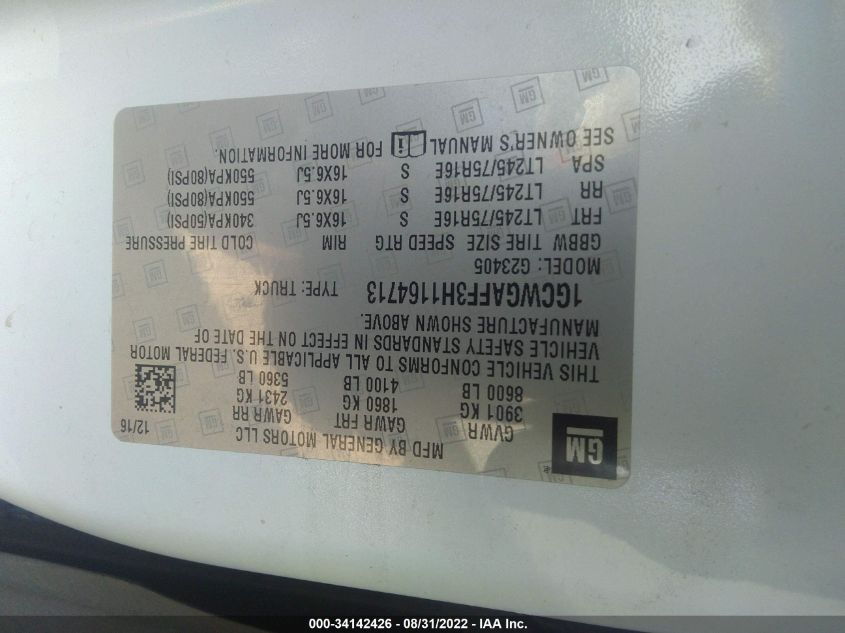 GM
MFD BY GENERAL MOTORS LLC
12/16
GVWR GAWR FRT GAWR RR
3901 KG 1860 KG 2431 KG
8600 LB 4100 LB 5360 LB
THIS VEHICLE CONFORMS TO ALL APPLICABLE U.S. FEDERAL MOTOR
VEHICLE SAFETY STANDARDS IN EFFECT ON THE DATE OF
MANUFACTURE SHOWN ABOVE.
1GCWGAFF3H1164713 TYPE: TRUCK
MODEL: G23405
GBBW TIRE SIZE SPEED RTG RIM COLD TIRE PRESSURE
FRT LT245/75R16E S 16X6.5J 340KPA(50PSI)
RR LT245/75R16E S 16X6.5J 550KPA(80PSI)
SPA LT245/75R16E S 16X6.5J 550KPA(80PSI)
SEE OWNER'S MANUAL FOR MORE INFORMATION.
000-34142426 - 08/31/2022 - IAA Inc.